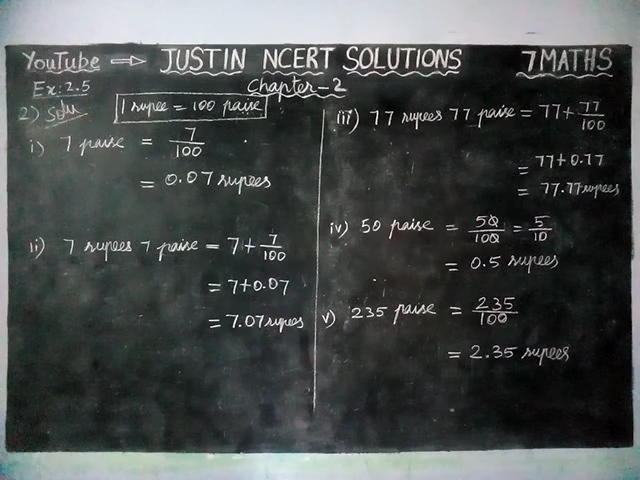 YouTube ⇒ JUSTIN NCERT SOLUTIONS 7 MATHS
Ex: 2.5
Chapter-2
2) Soln
1 rupee = 100 paise
i) 7 paise = 7/100
= 0.07 rupees
ii) 7 rupees 7 paise = 7 + 7/100
= 7+0.07
= 7.07 rupees
iii) 77 rupees 77 paise = 77 + 77/100
= 77+0.77
= 77.77 rupees
iv) 50 paise = 50/100 = 5/10
= 0.5 rupees
v) 235 paise = 235/100
= 2.35 rupees